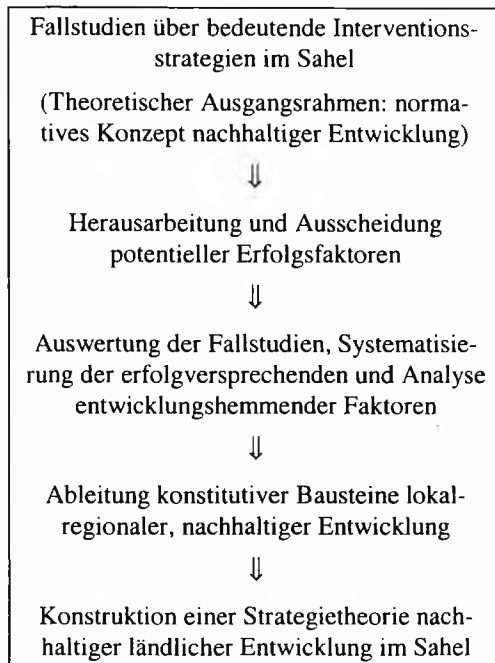 Fallstudien über bedeutende Interventions-
strategien im Sahel
(Theoretischer Ausgangsrahmen: norma-
tives Konzept nachhaltiger Entwicklung)
⇓
Herausarbeitung und Ausscheidung
potentieller Erfolgsfaktoren
⇓
Auswertung der Fallstudien, Systematisie-
rung der erfolgversprechenden und Analyse
entwicklungshemmender Faktoren
⇓
Ableitung konstitutiver Bausteine lokal-
regionaler, nachhaltiger Entwicklung
⇓
Konstruktion einer Strategietheorie nach-
haltiger ländlicher Entwicklung im Sahel